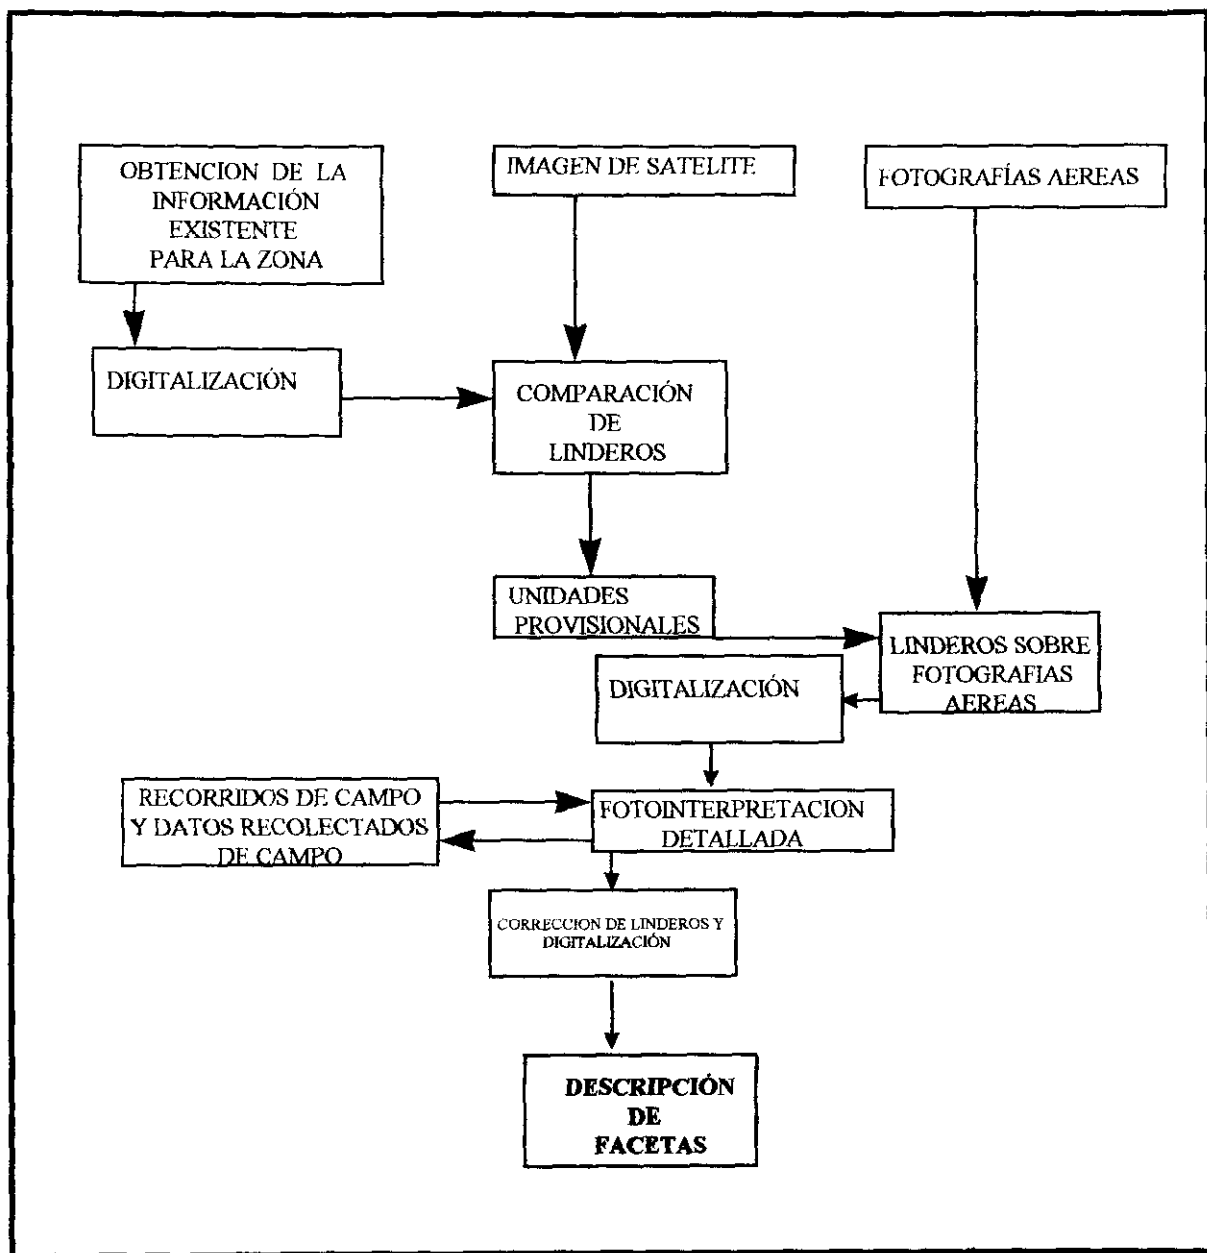 OBTENCION DE LA
INFORMACIÓN
EXISTENTE
PARA LA ZONA
IMAGEN DE SATELITE
FOTOGRAFÍAS AEREAS
DIGITALIZACIÓN
COMPARACIÓN
DE
LINDEROS
UNIDADES
PROVISIONALES
LINDEROS SOBRE
FOTOGRAFIAS
AEREAS
DIGITALIZACIÓN
RECORRIDOS DE CAMPO
Y DATOS RECOLECTADOS
DE CAMPO
FOTOINTERPRETACION
DETALLADA
CORRECCION DE LINDEROS Y
DIGITALIZACIÓN
DESCRIPCIÓN
DE
FACETAS